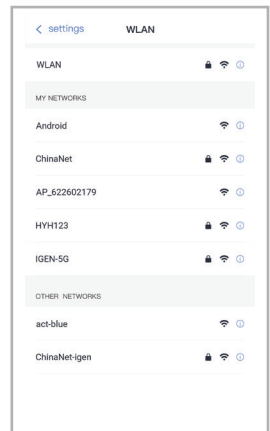 settings WLAN
WLAN
MY NETWORKS
Android
ChinaNet
AP_622602179
HYH123
IGEN-5G
OTHER NETWORKS
act-blue
ChinaNet-igen